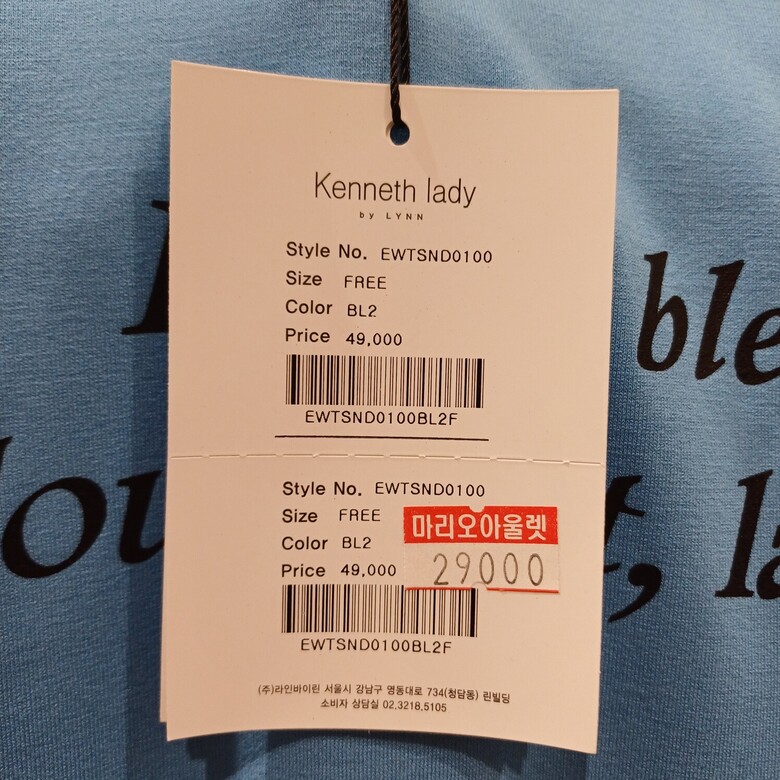 Kenneth lady
by LYNN
Style No. EWTSND0100
Size FREE
Color BL2
Price 49,000
EWTSND0100BL2F
Style No. EWTSND0100
Size FREE
Color BL2
Price 49,000
마리오아울렛
29000
EWTSND0100BL2F
(주)라인바이린 서울시 강남구 영동대로 734(청담동) 린빌딩
소비자 상담실 02.3218.5105